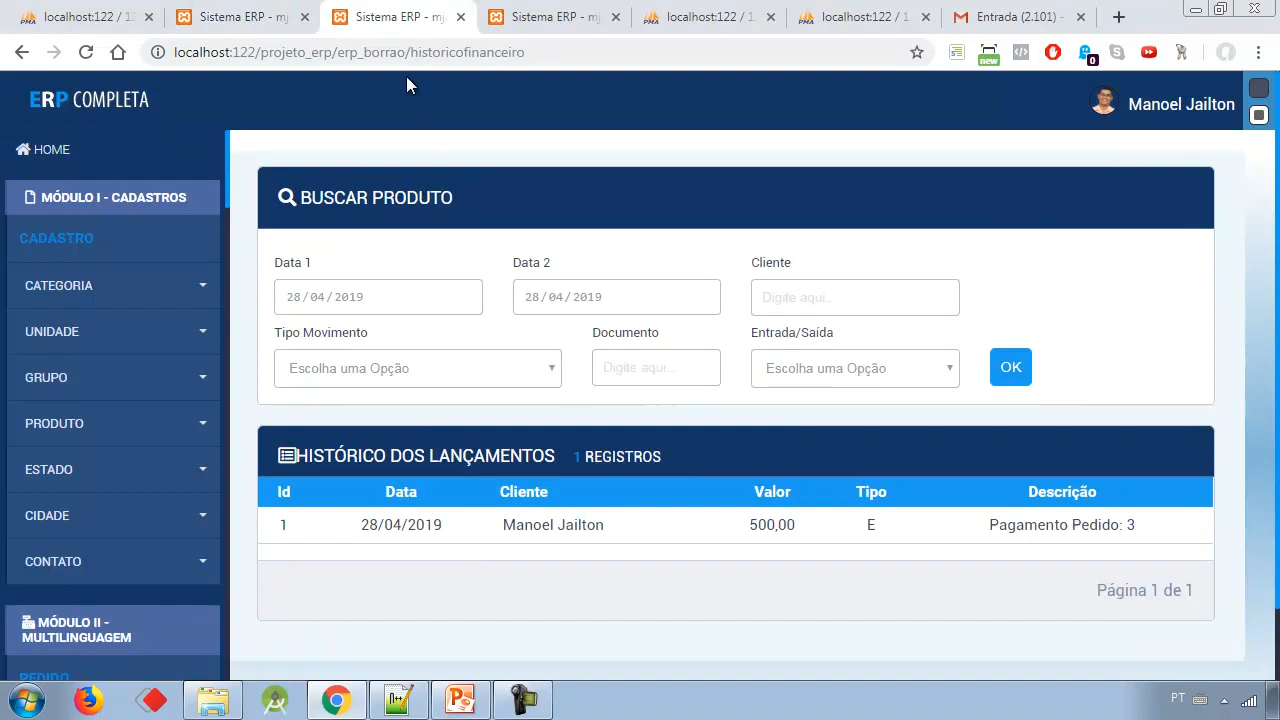 localhost:122 / 12
Sistema ERP - mj
Sistema ERP - mj
Sistema ERP - mj
localhost:122 / 1
localhost:122 / 1
Entrada (2.101) -
localhost:122/projeto_erp/erp_borrao/historicofinanceiro
new
0
ERP COMPLETA
Manoel Jailton
HOME
MÓDULO I - CADASTROS
CADASTRO
CATEGORIA
UNIDADE
GRUPO
PRODUTO
ESTADO
CIDADE
CONTATO
MÓDULO II -
MULTILINGUAGEM
PEDIDO
BUSCAR PRODUTO
Data 1 Data 2 Cliente
28/04/2019 28/04/2019 Digite aqui..
Tipo Movimento Documento Entrada/Saída
Escolha uma Opção Digite aqui... Escolha uma Opção OK
HISTÓRICO DOS LANÇAMENTOS 1 REGISTROS
Id Data Cliente Valor Tipo Descrição
1 28/04/2019 Manoel Jailton 500,00 E Pagamento Pedido: 3
Página 1 de 1
PT